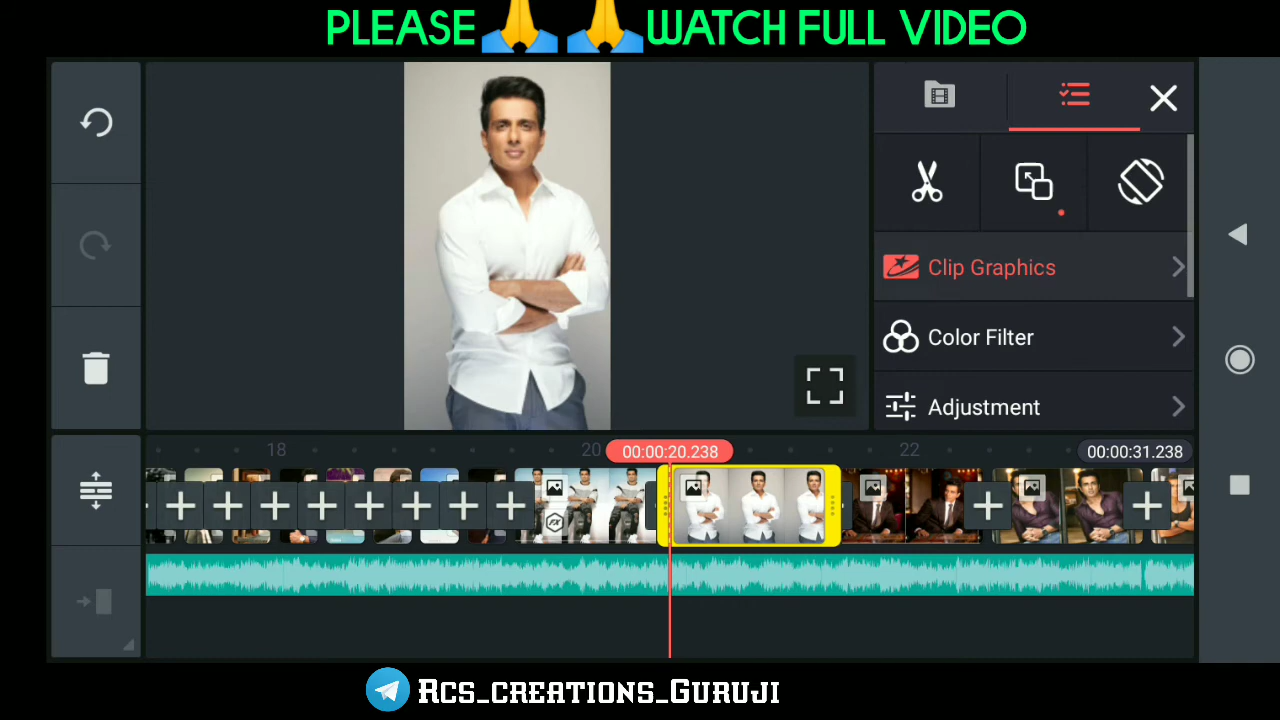 PLEASE🙏 🙏WATCH FULL VIDEO
Clip Graphics
Color Filter
Adjustment
18
20
00:00:20.238
22
00:00:31.238
FX
Rcs_creations_Guruji